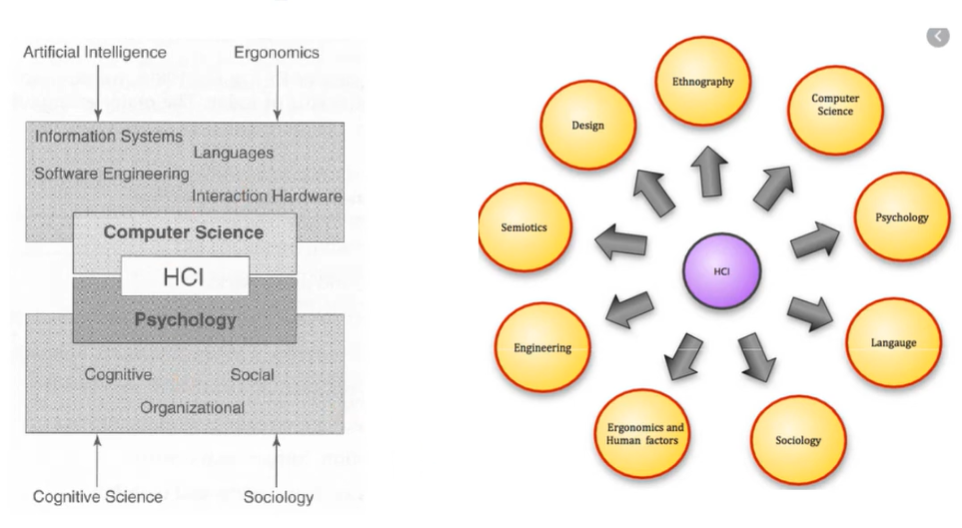 Artificial Intelligence
Ergonomics
Information Systems
Languages
Software Engineering
Interaction Hardware
Computer Science
HCI
Psychology
Cognitive
Social
Organizational
Cognitive Science
Sociology
Ethnography
Computer
Science
Design
Psychology
Semiotics
HCI
Langauge
Engineering
Ergonomics and
Human factors
Sociology